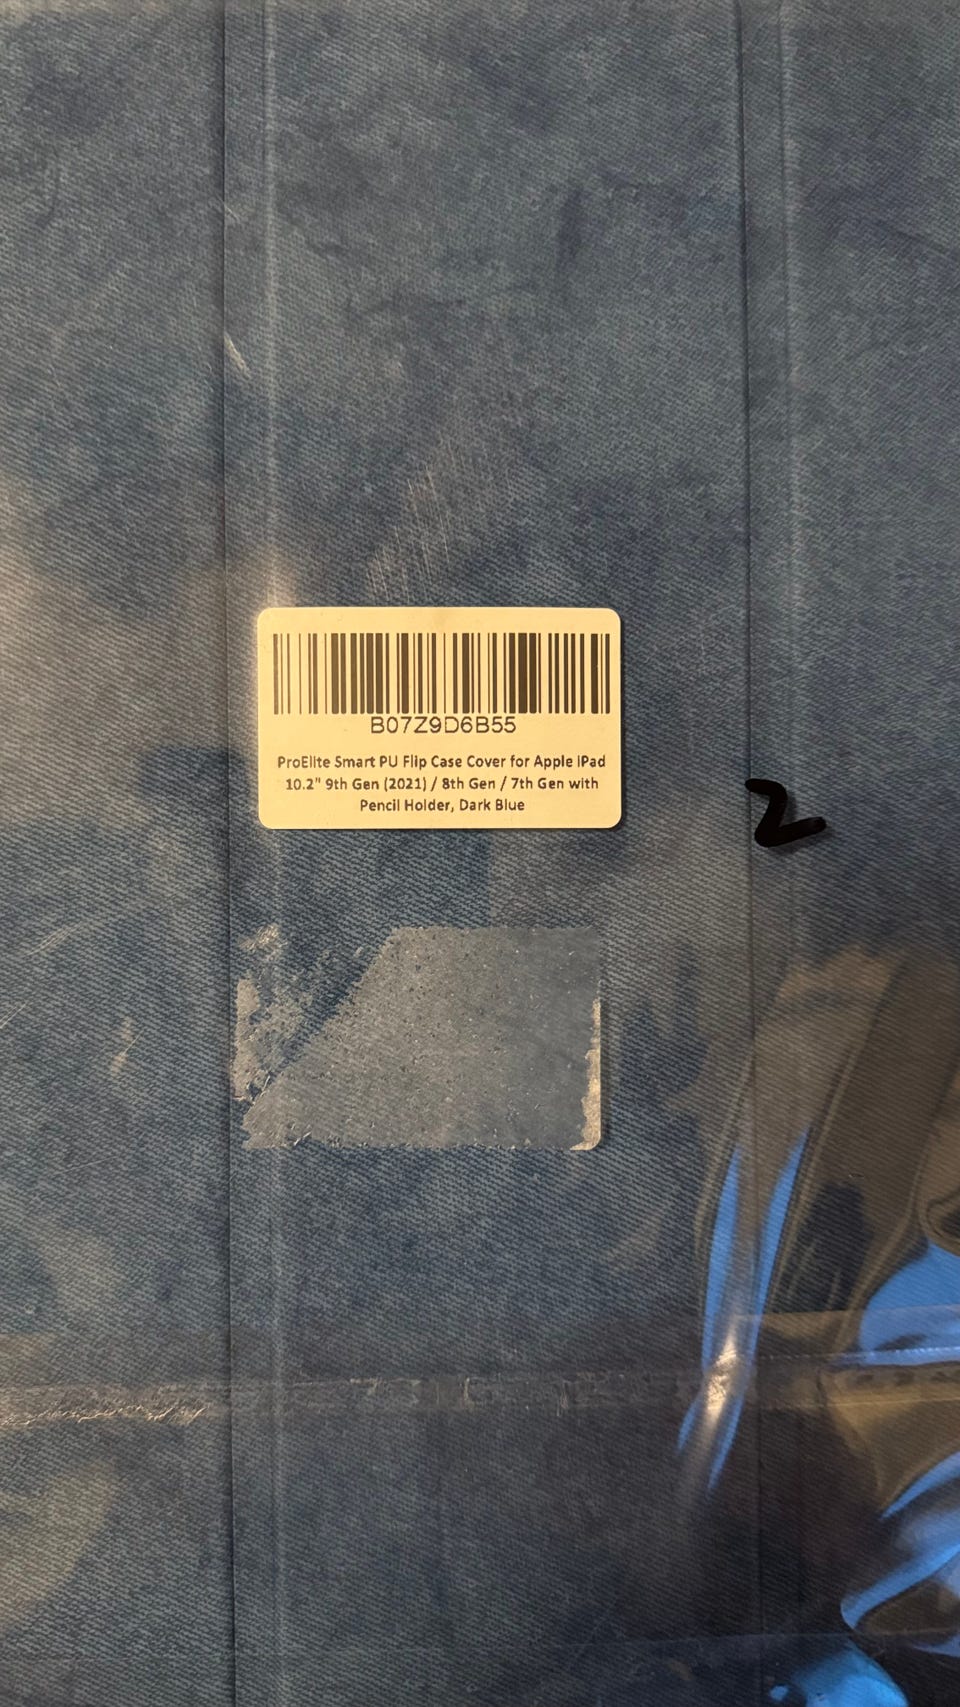 B07Z9D6B55
ProElite Smart PU Flip Case Cover for Apple iPad
10.2" 9th Gen (2021) / 8th Gen / 7th Gen with
Pencil Holder, Dark Blue
2